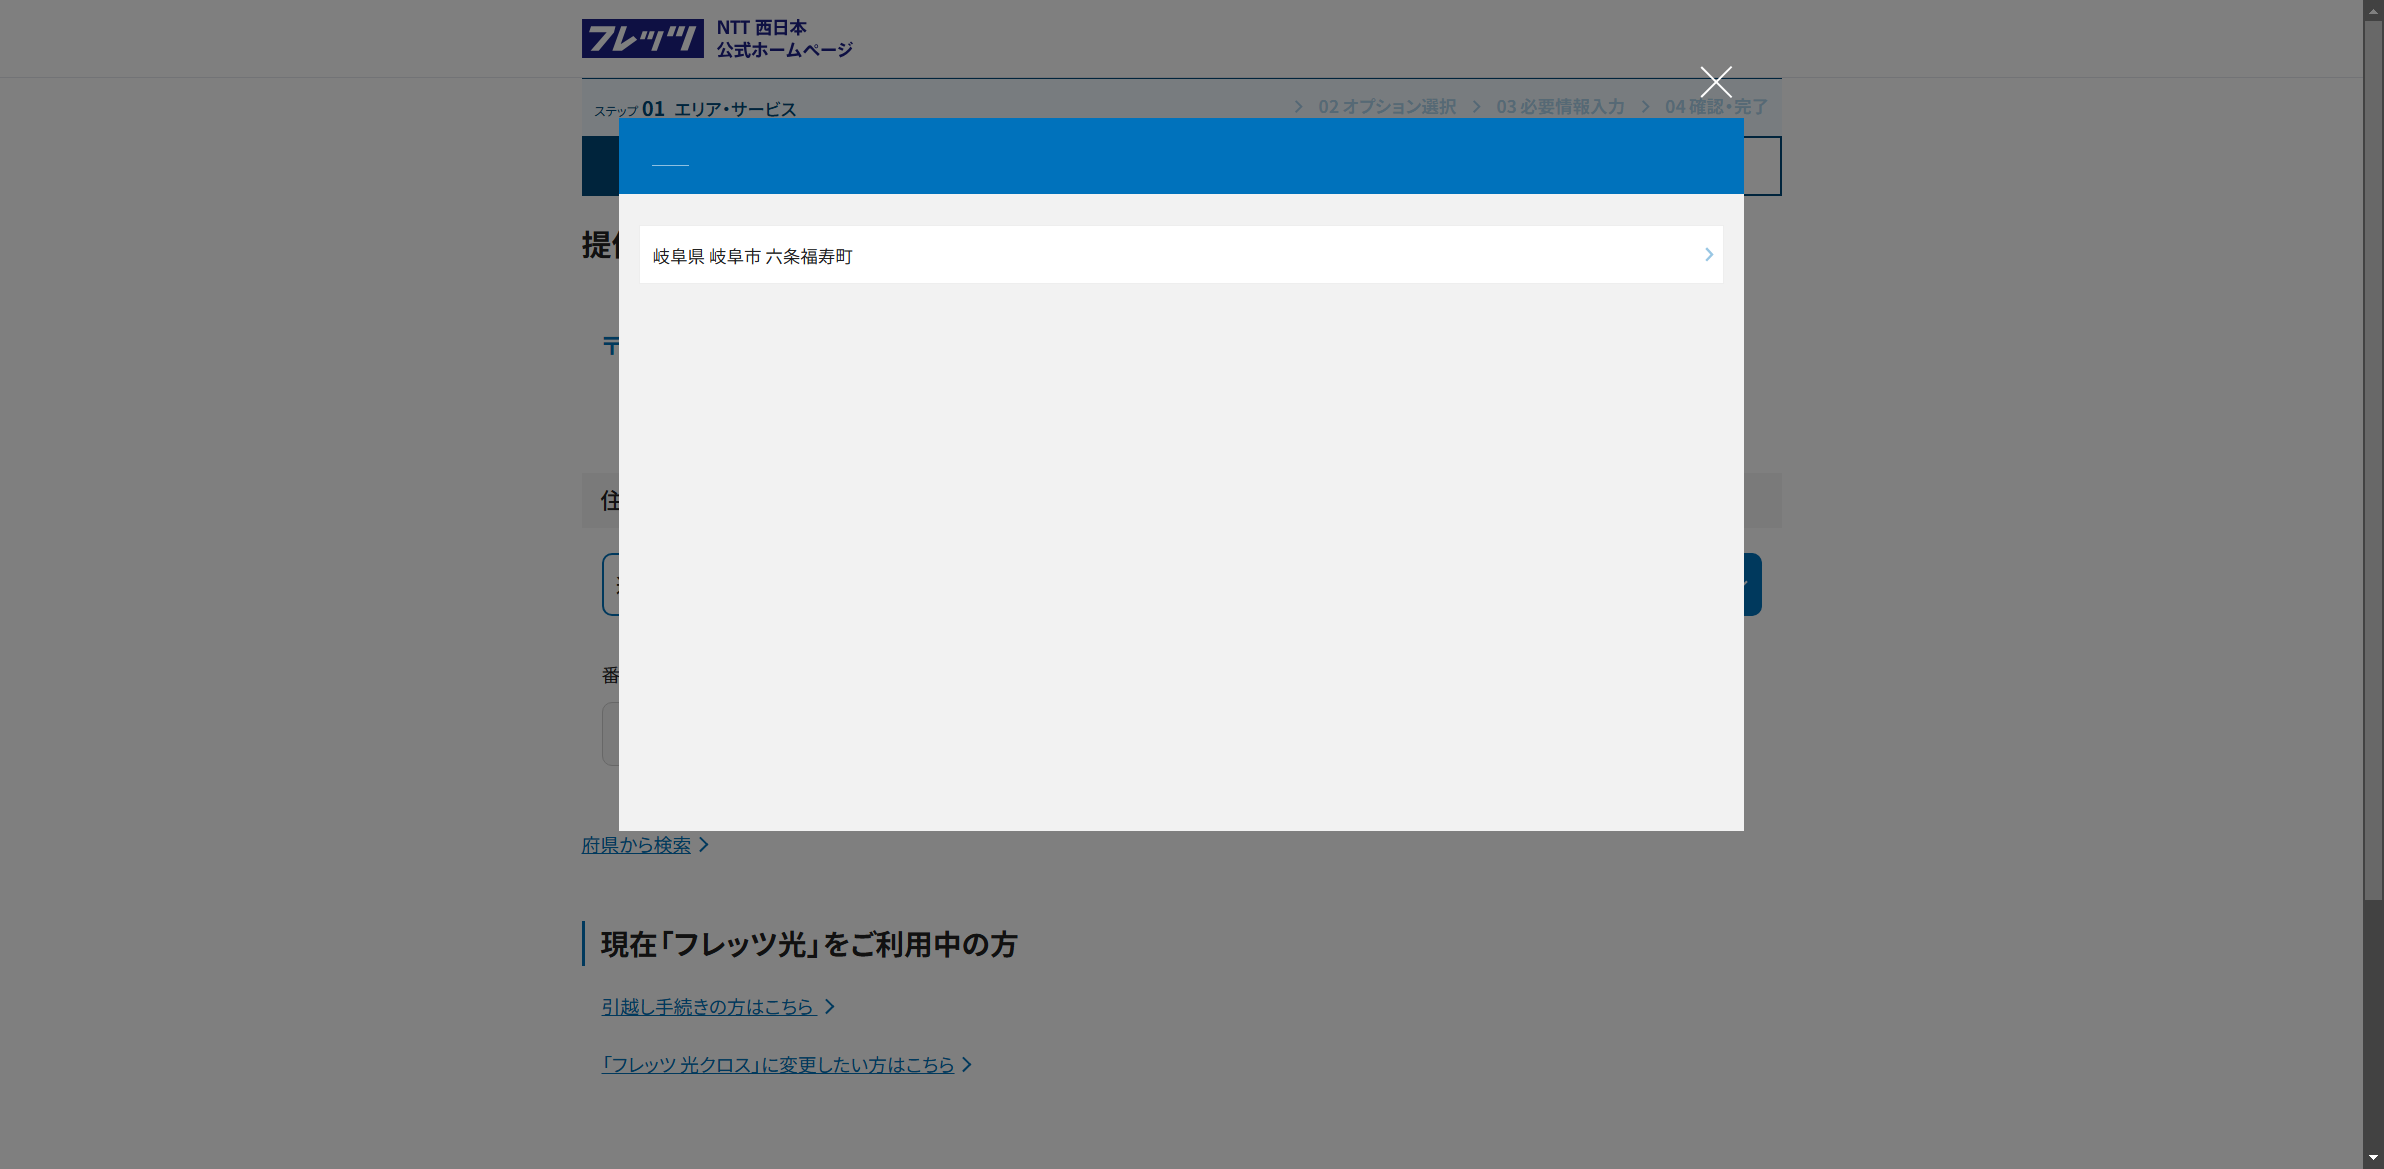 フレッツ
NTT 西日本
公式ホームページ
ステップ 01 エリア・サービス
02 オプション選択
03 必要情報入力
04 確認・完了
提
岐阜県 岐阜市 六条福寿町
〒
住
番
府県から検索
現在「フレッツ光」をご利用中の方
引越し手続きの方はこちら
「フレッツ 光クロス」に変更したい方はこちら